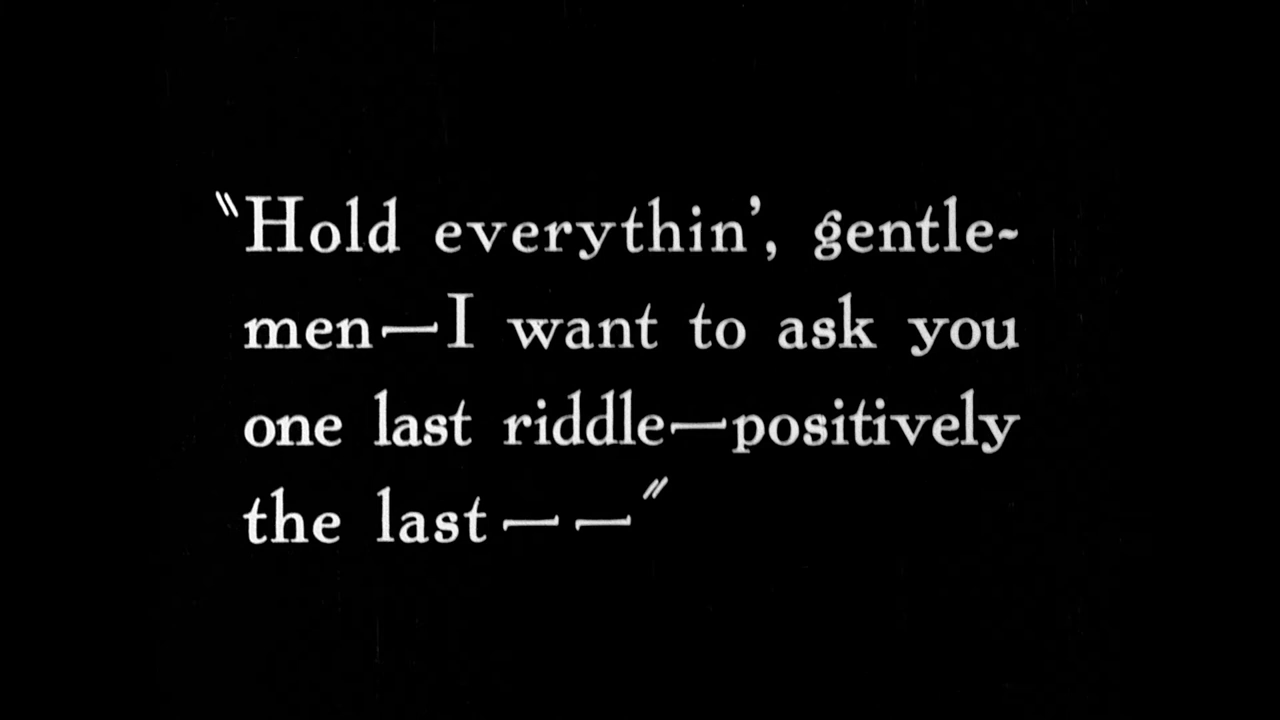 "Hold everythin', gentle-
men—I want to ask you
one last riddle—positively
the last — —"